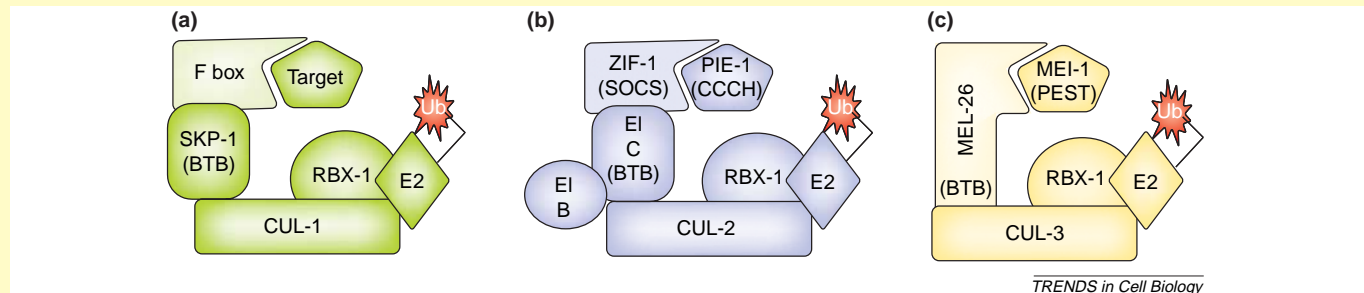 (a)
F box
Target
Ub
SKP-1
(BTB)
RBX-1
E2
CUL-1
(b)
ZIF-1
(SOCS)
PIE-1
(CCCH)
Ub
El
C
(BTB)
El
B
RBX-1
E2
CUL-2
(c)
MEL-26
(BTB)
MEI-1
(PEST)
Ub
RBX-1
E2
CUL-3
TRENDS in Cell Biology